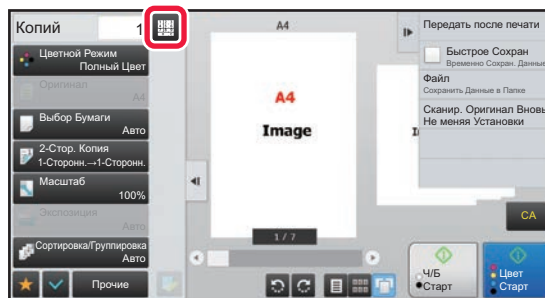 Копий 1
Цветной Режим
Полный Цвет
Оригинал
A4
Выбор Бумаги
Авто
2-Стор. Копия
1-Сторонн.→1-Сторонн.
Масштаб
100%
Экспозиция
Авто
Сортировка/Группировка
Авто
Прочие
A4
A4
Image
1 / 7
Передать после печати
Быстрое Сохран
Временно Сохран. Данные
Файл
Сохранить Данные в Папке
Сканир. Оригинал Вновь
Не меняя Установки
CA
Ч/Б
Старт
Цвет
Старт